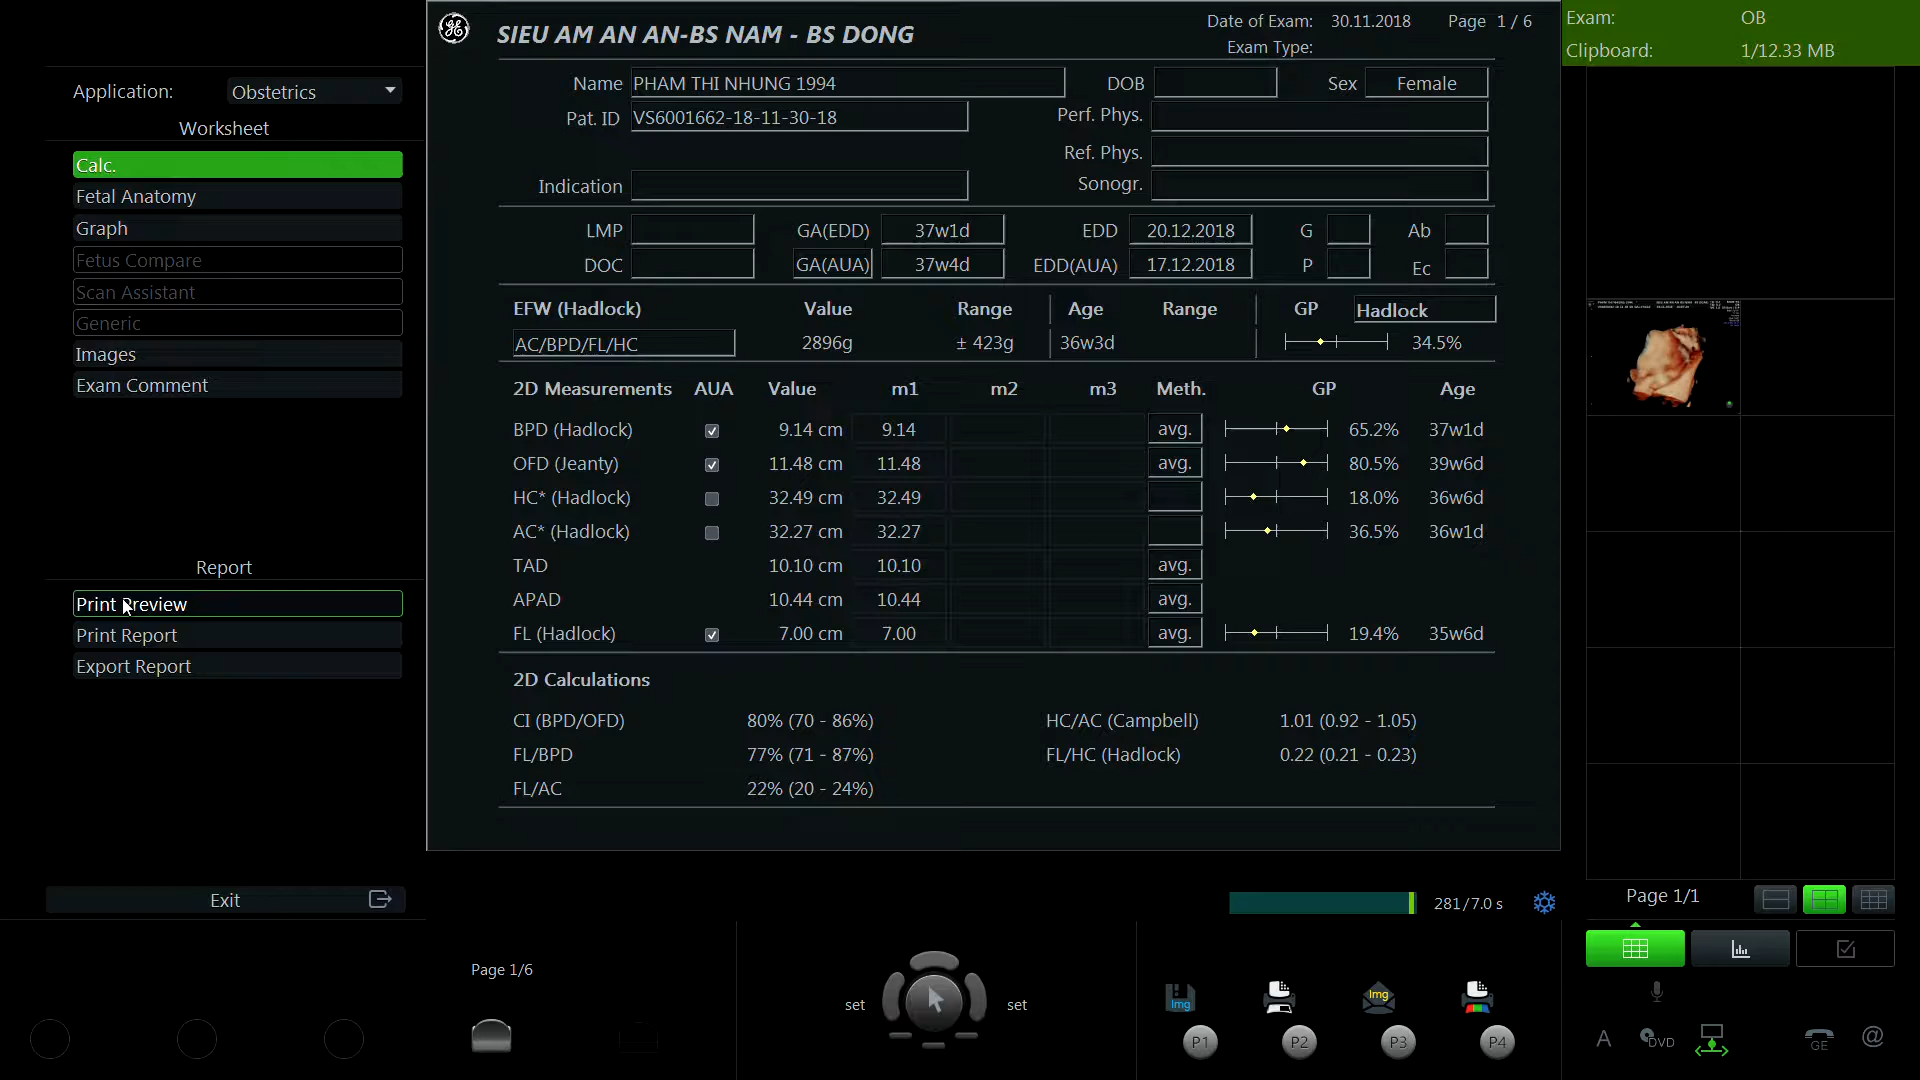 Application: Obstetrics
Worksheet
Calc.
Fetal Anatomy
Graph
Fetus Compare
Scan Assistant
Generic
Images
Exam Comment
Report
Print Preview
Print Report
Export Report
Exit
SIEU AM AN AN-BS NAM - BS DONG
Date of Exam: 30.11.2018 Page 1 / 6
Exam Type:
Name PHAM THI NHUNG 1994 DOB Sex Female
Pat. ID VS6001662-18-11-30-18 Perf. Phys.
Ref. Phys.
Indication Sonogr.
LMP GA(EDD) 37w1d EDD 20.12.2018 G Ab
DOC GA(AUA) 37w4d EDD(AUA) 17.12.2018 P Ec
EFW (Hadlock) Value Range Age Range GP Hadlock
AC/BPD/FL/HC 2896g ± 423g 36w3d 34.5%
2D Measurements AUA Value m1 m2 m3 Meth. GP Age
BPD (Hadlock) 9.14 cm 9.14 avg. 65.2% 37w1d
OFD (Jeanty) 11.48 cm 11.48 avg. 80.5% 39w6d
HC* (Hadlock) 32.49 cm 32.49 18.0% 36w6d
AC* (Hadlock) 32.27 cm 32.27 36.5% 36w1d
TAD 10.10 cm 10.10 avg.
APAD 10.44 cm 10.44 avg.
FL (Hadlock) 7.00 cm 7.00 avg. 19.4% 35w6d
2D Calculations
CI (BPD/OFD) 80% (70 - 86%) HC/AC (Campbell) 1.01 (0.92 - 1.05)
FL/BPD 77% (71 - 87%) FL/HC (Hadlock) 0.22 (0.21 - 0.23)
FL/AC 22% (20 - 24%)
281/7.0 s
Page 1/6
set set
Img Img
P1 P2 P3 P4
Exam: OB
Clipboard: 1/12.33 MB
Page 1/1
A DVD GE @